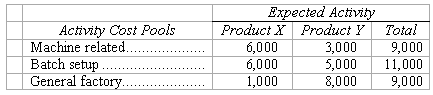 Expected Activity
Activity Cost Pools Product X Product Y Total
Machine related..................... 6,000 3,000 9,000
Batch setup ........................... 6,000 5,000 11,000
General factory...................... 1,000 8,000 9,000